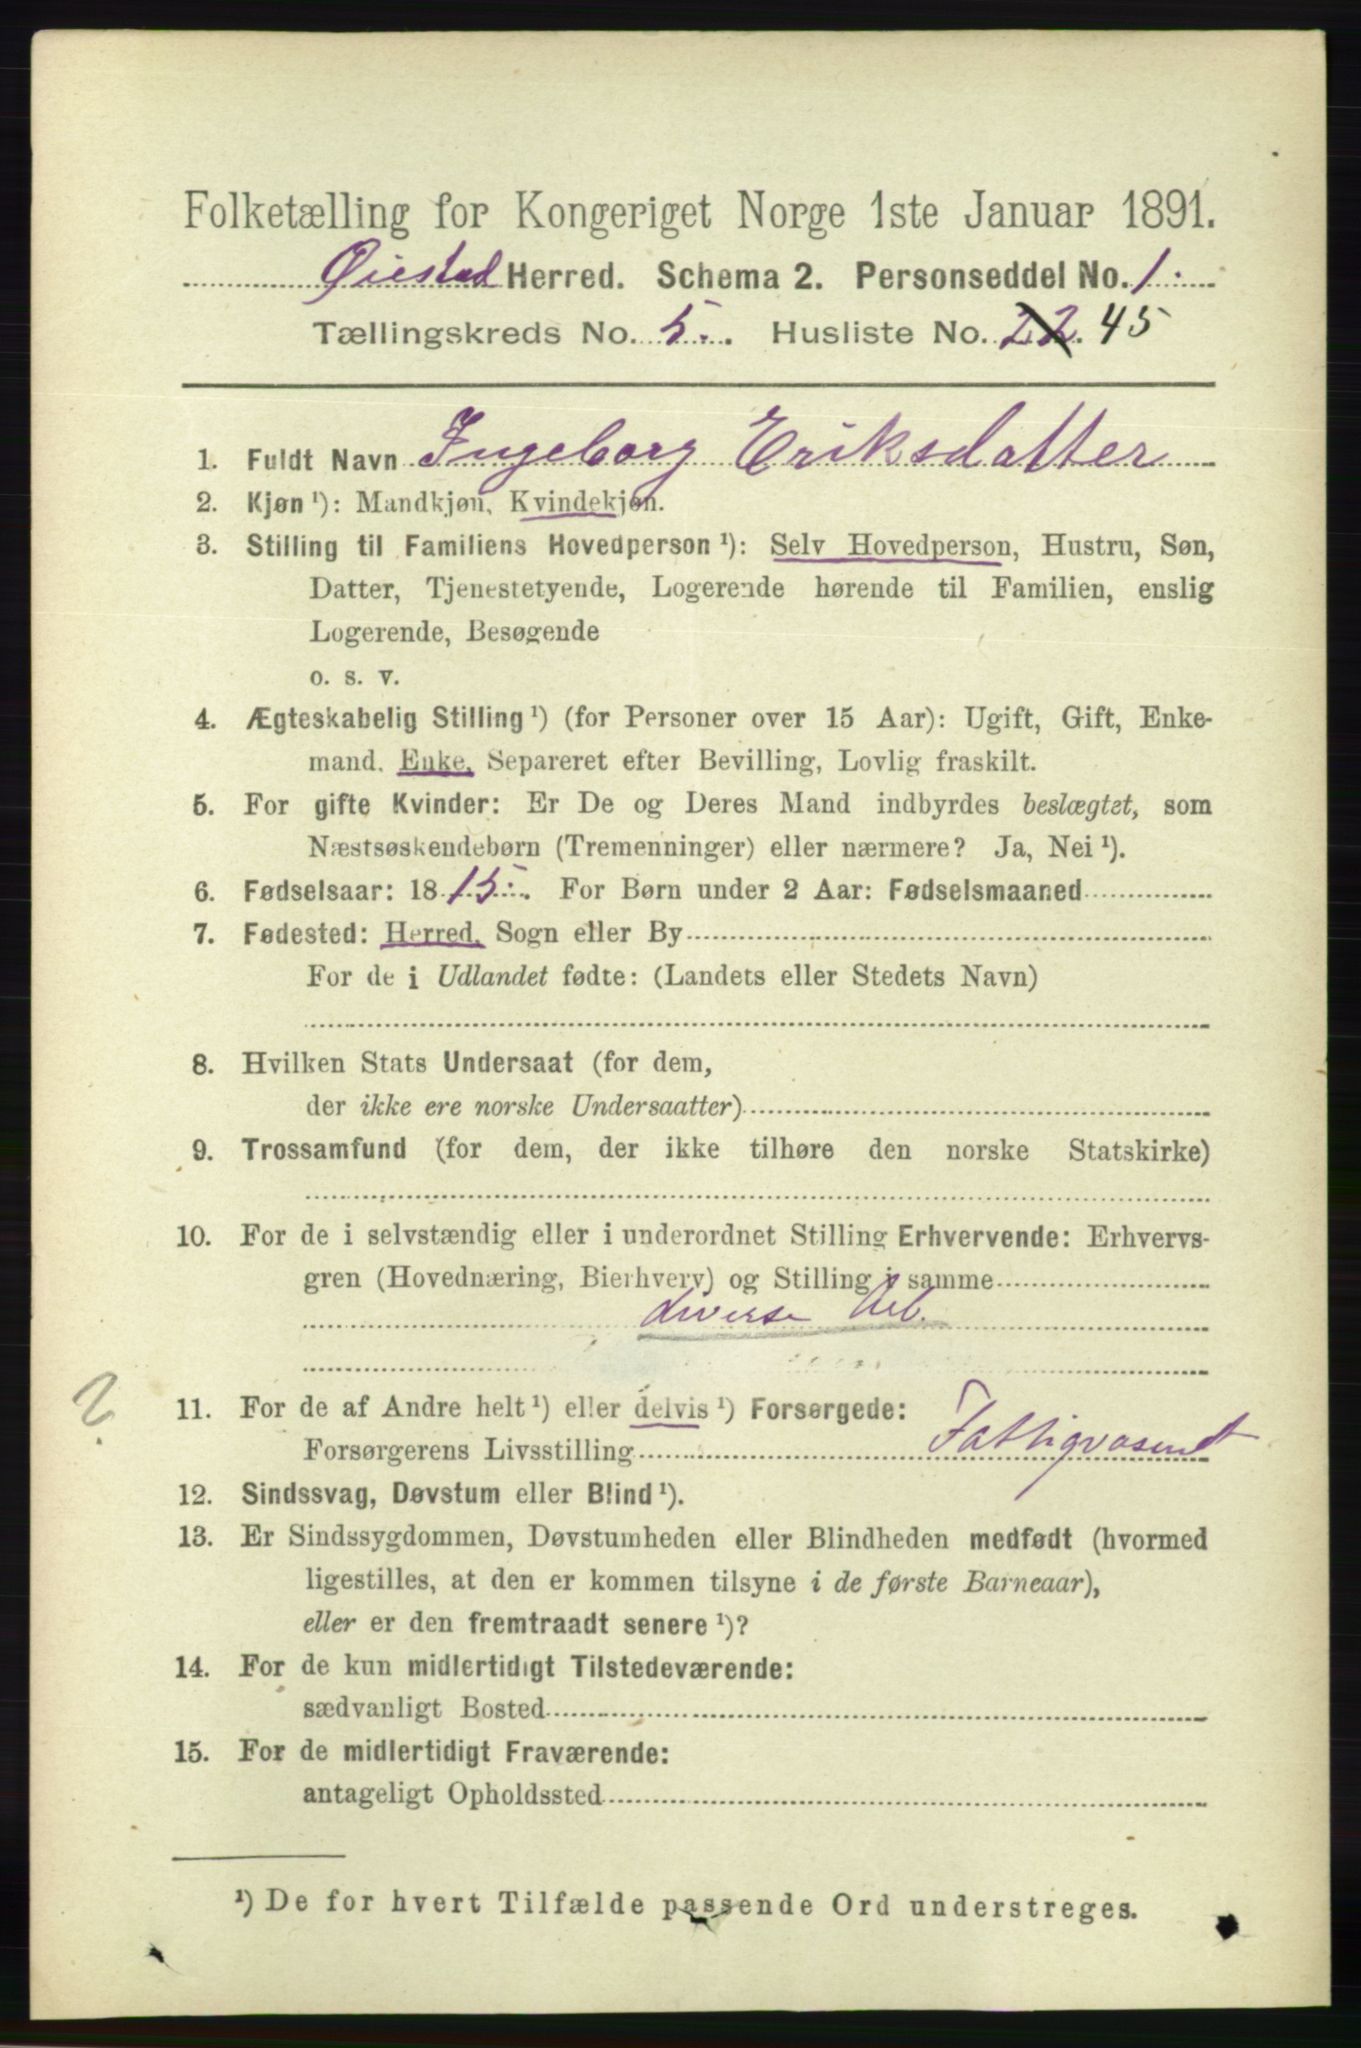 Folketælling for Kongeriget Norge 1ste Januar 1891.
Øiestad Herred. Schema 2. Personseddel No. 1.
Tællingskreds No. 5. Husliste No. 22. 45
1. Fuldt Navn Ingeborg Eriksdatter
2. Kjøn ¹): Mandkjøn, Kvindekjøn.
3. Stilling til Familiens Hovedperson ¹): Selv Hovedperson, Hustru, Søn,
Datter, Tjenestetyende, Logerende hørende til Familien, enslig
Logerende, Besøgende
o. s. v.
4. Ægteskabelig Stilling ¹) (for Personer over 15 Aar): Ugift, Gift, Enke-
mand, Enke, Separeret efter Bevilling, Lovlig fraskilt.
5. For gifte Kvinder: Er De og Deres Mand indbyrdes beslægtet, som
Næstsøskendebørn (Tremenninger) eller nærmere? Ja, Nei ¹).
6. Fødselsaar: 1815. For Børn under 2 Aar: Fødselsmaaned
7. Fødested: Herred, Sogn eller By
For de i Udlandet fødte: (Landets eller Stedets Navn)
8. Hvilken Stats Undersaat (for dem,
der ikke ere norske Undersaatter)
9. Trossamfund (for dem, der ikke tilhøre den norske Statskirke)
10. For de i selvstændig eller i underordnet Stilling Erhvervende: Erhvervs-
gren (Hovednæring, Bierhverv) og Stilling i samme
diverse Arb.
11. For de af Andre helt ¹) eller delvis ¹) Forsørgede:
Forsørgerens Livsstilling Fattigvæsenet
?
12. Sindssvag, Døvstum eller Blind ¹).
13. Er Sindssygdommen, Døvstumheden eller Blindheden medfødt (hvormed
ligestilles, at den er kommen tilsyne i de første Barneaar),
eller er den fremtraadt senere ¹)?
14. For de kun midlertidigt Tilstedeværende:
sædvanligt Bosted
15. For de midlertidigt Fraværende:
antageligt Opholdssted
¹) De for hvert Tilfælde passende Ord understreges.